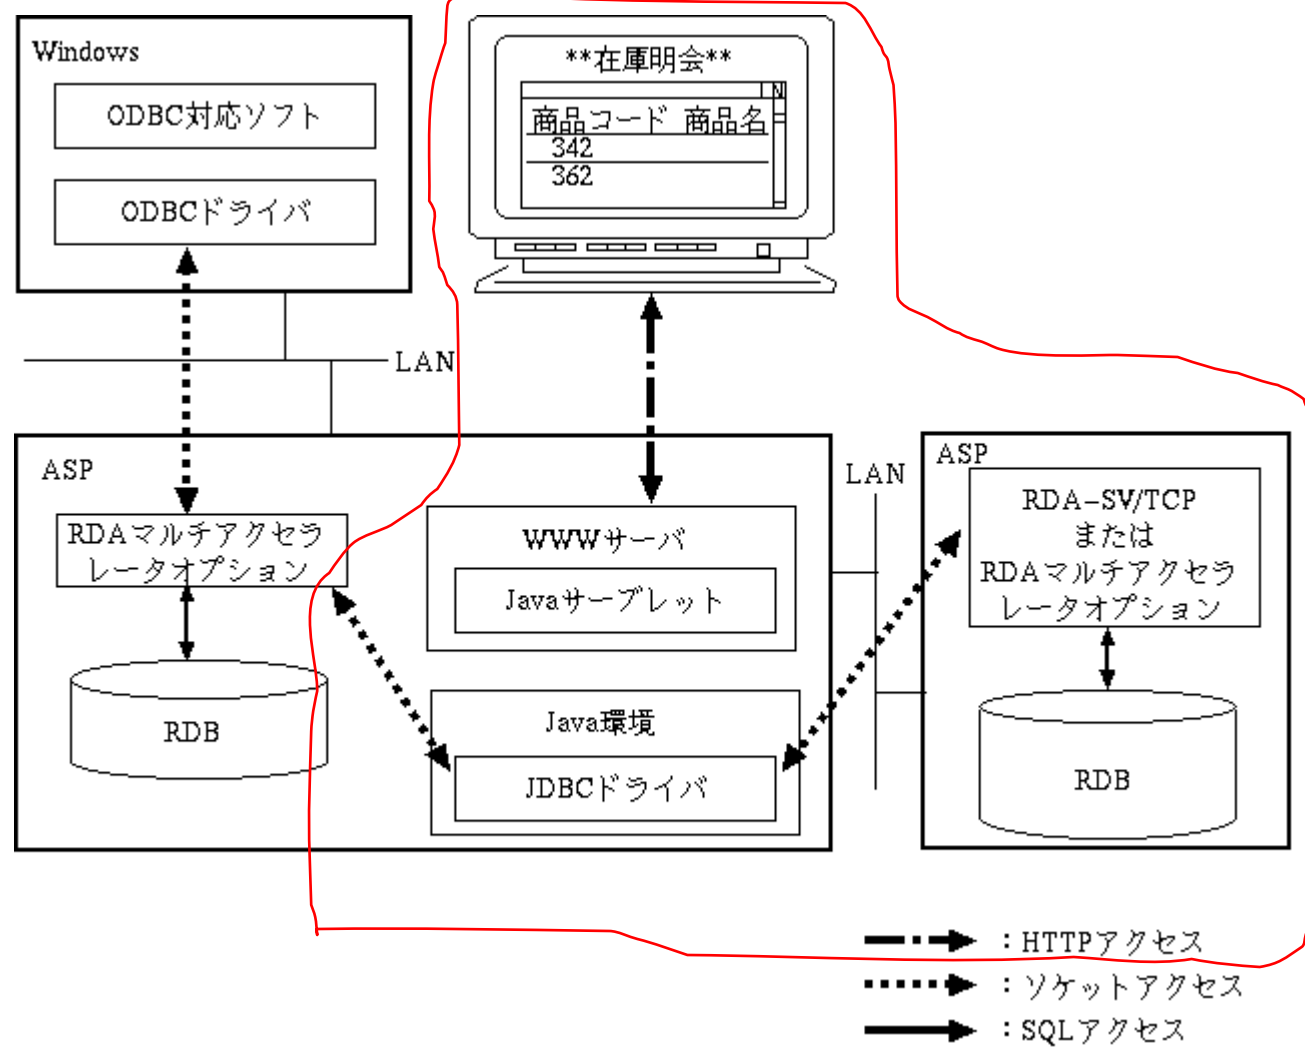 Windows
ODBC対応ソフト
ODBCドライバ
**在庫明会**
N
商品コード 商品名
342
362
LAN
ASP
RDAマルチアクセラ
レータオプション
RDB
WWWサーバ
Javaサーブレット
Java環境
JDBCドライバ
LAN
ASP
RDA-SV/TCP
または
RDAマルチアクセラ
レータオプション
RDB
：HTTPアクセス
：ソケットアクセス
：SQLアクセス